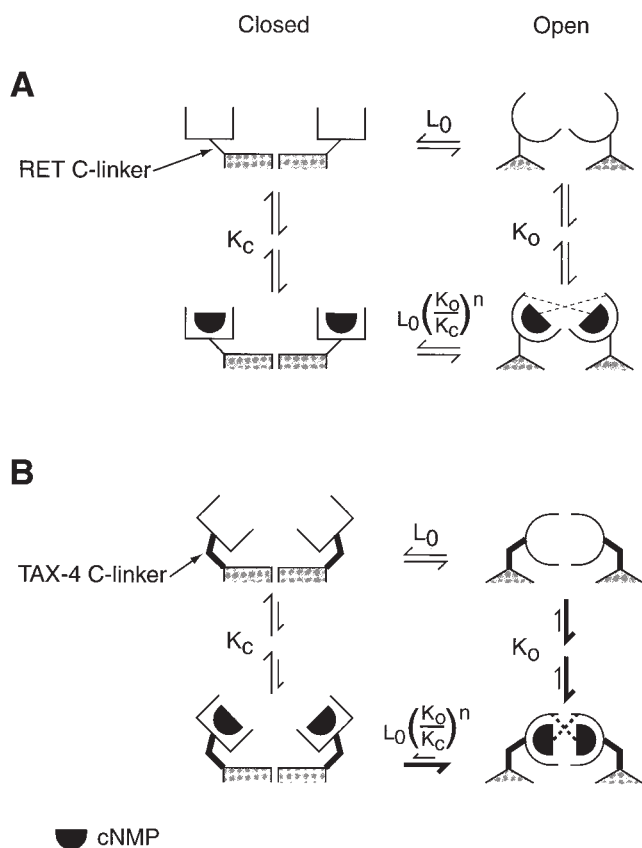 Closed Open
A
L0
RET C-linker
Kc Ko
L0(Ko/Kc)n
B
L0
TAX-4 C-linker
Kc Ko
L0(Ko/Kc)n
cNMP